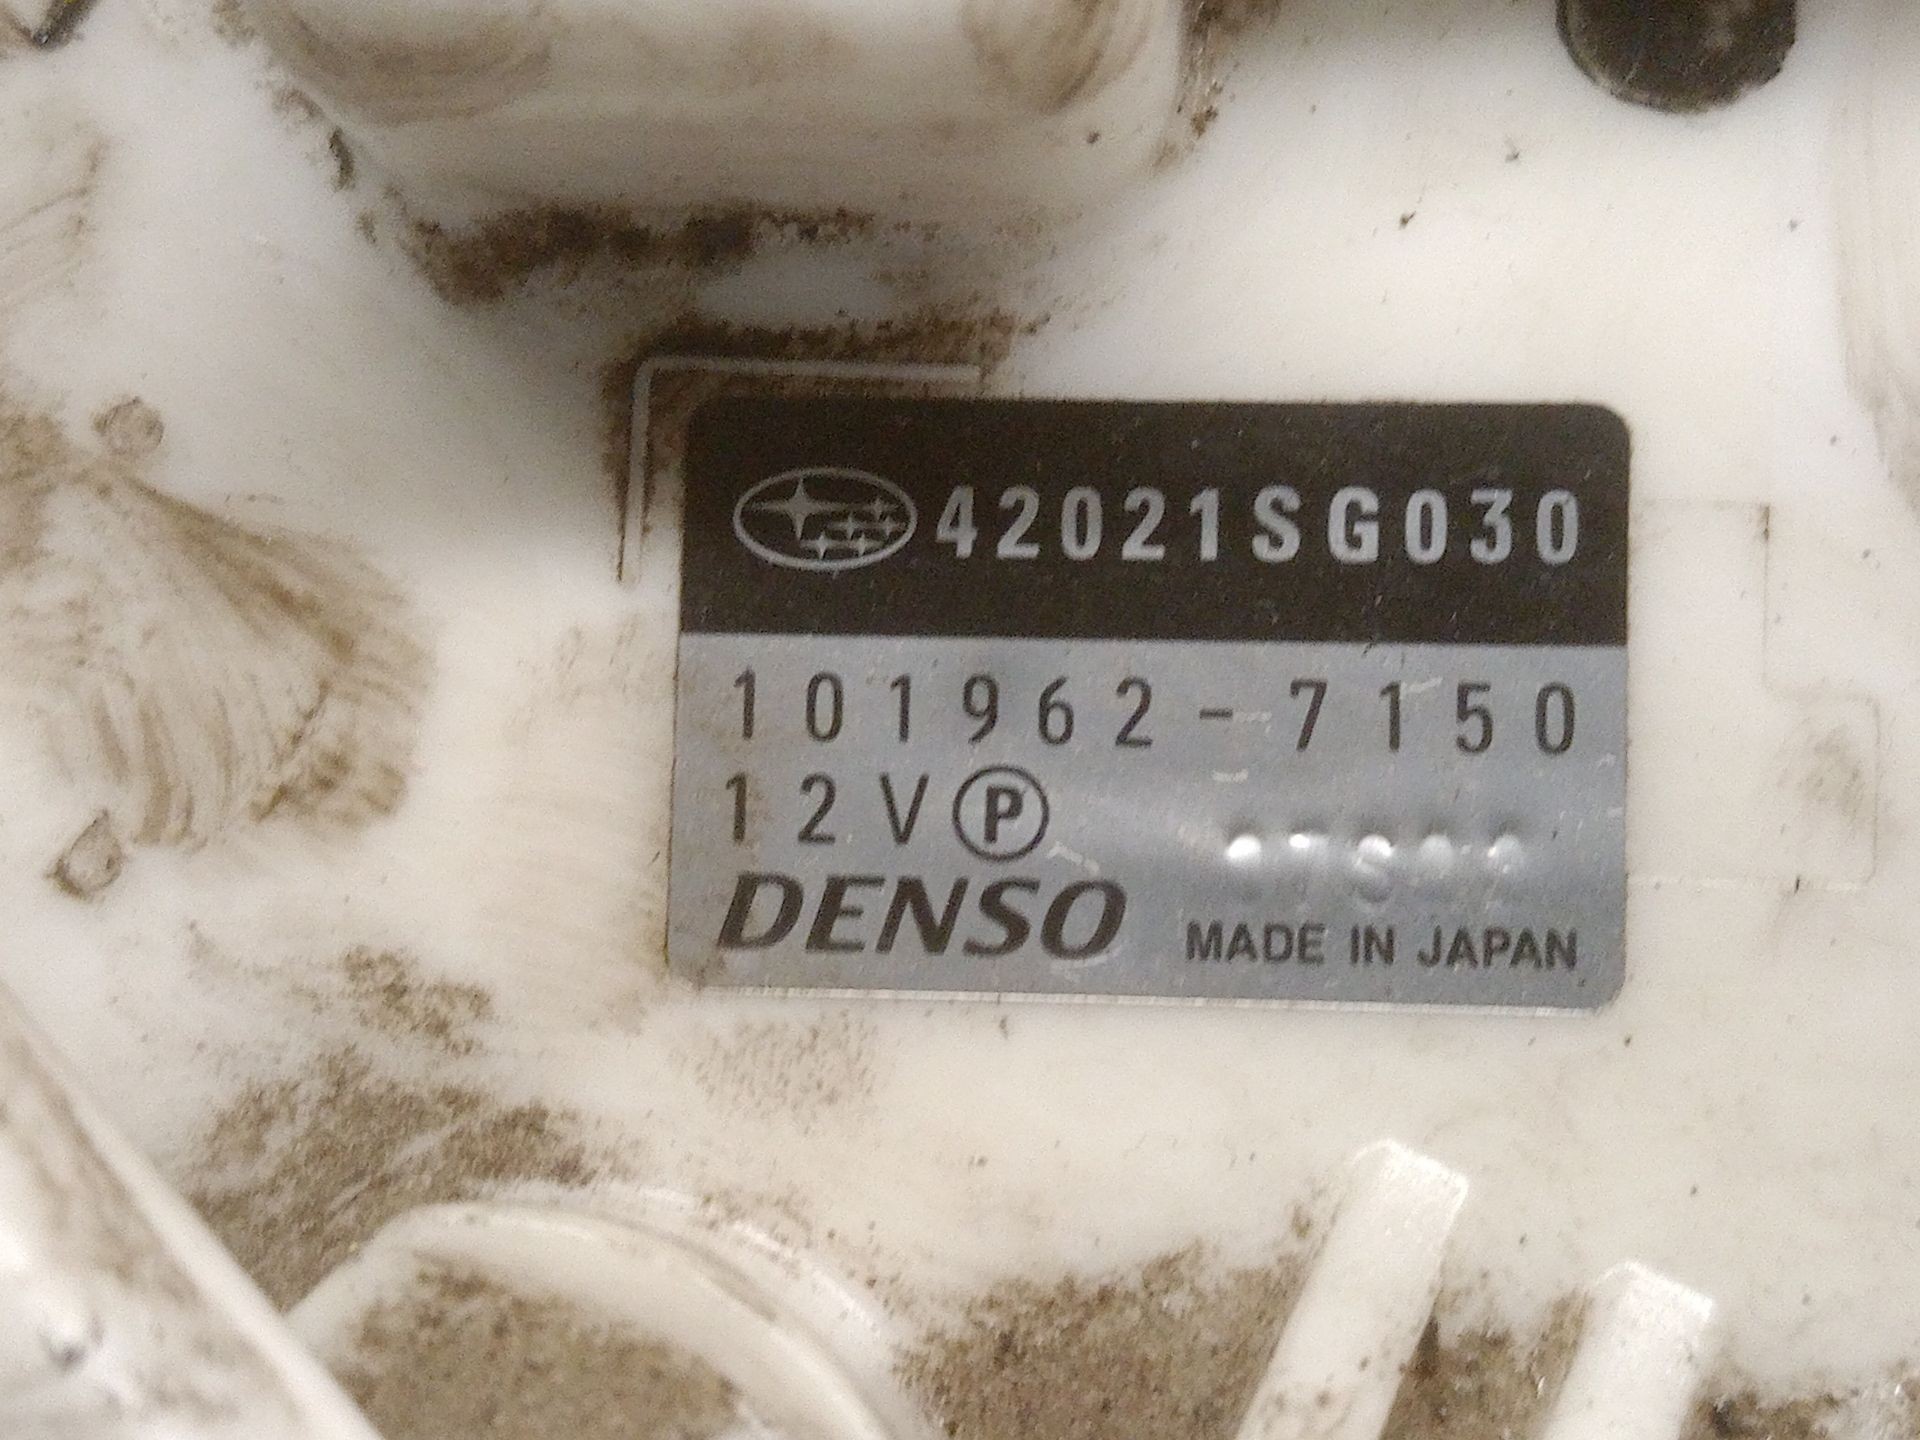 42021SG030
101962-7150
12V Ⓟ
DENSO MADE IN JAPAN